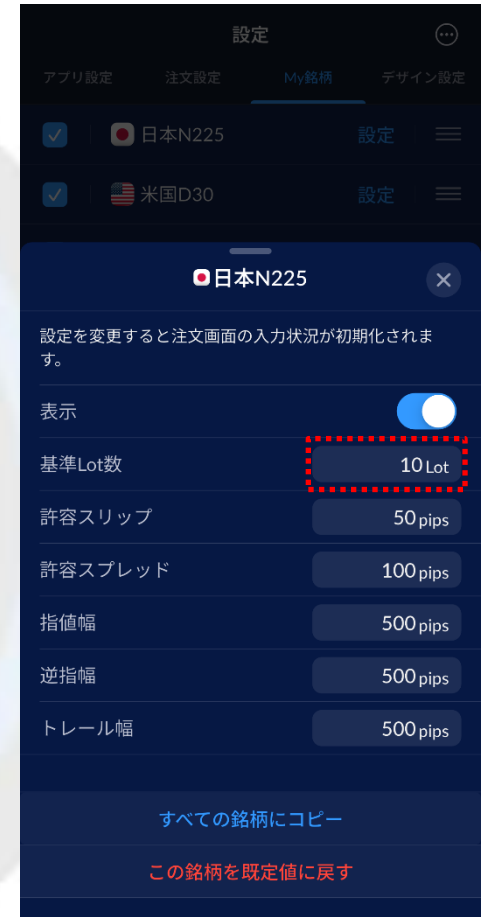 設定
アプリ設定 注文設定 My銘柄 デザイン設定
日本N225 設定
米国D30 設定
日本N225
設定を変更すると注文画面の入力状況が初期化されま
す。
表示
基準Lot数 10 Lot
許容スリップ 50 pips
許容スプレッド 100 pips
指値幅 500 pips
逆指幅 500 pips
トレール幅 500 pips
すべての銘柄にコピー
この銘柄を既定値に戻す